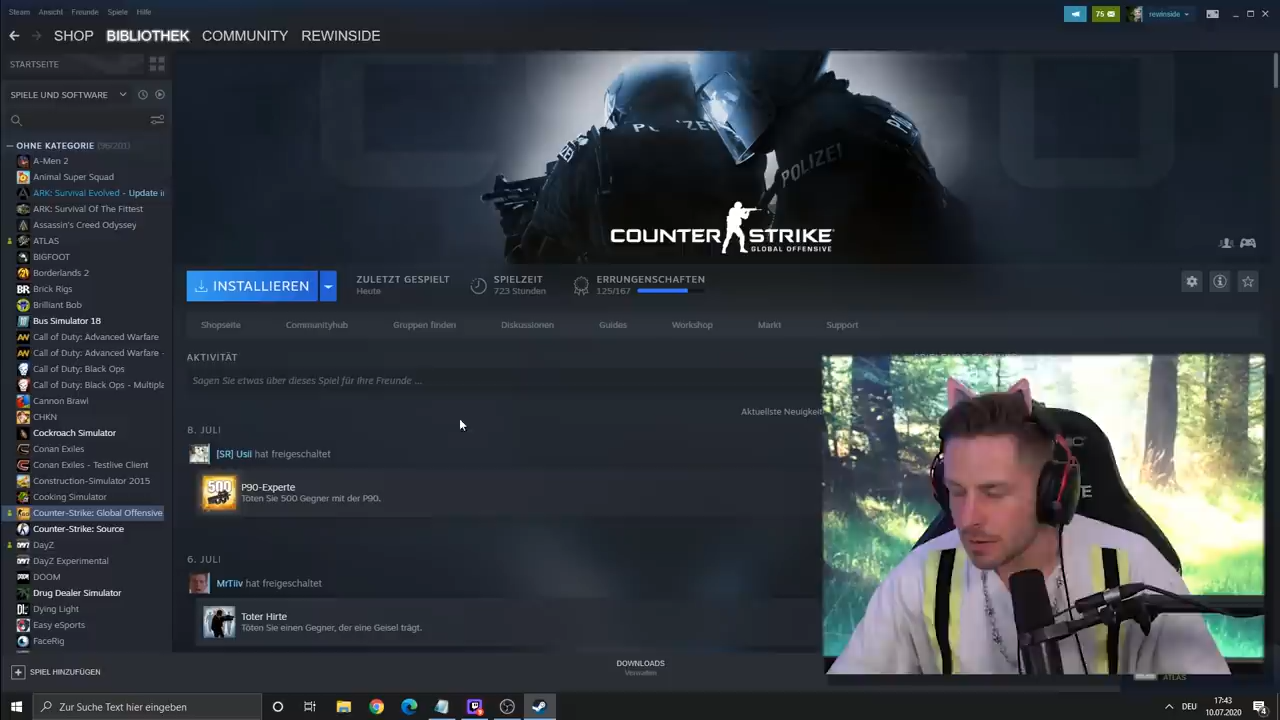 Steam Ansicht Freunde Spiele Hilfe
75
rewinside
SHOP BIBLIOTHEK COMMUNITY REWINSIDE
STARTSEITE
SPIELE UND SOFTWARE
OHNE KATEGORIE (96/201)
A-Men 2
Animal Super Squad
ARK: Survival Evolved - Update i
ARK: Survival Of The Fittest
Assassin's Creed Odyssey
ATLAS
BIGFOOT
Borderlands 2
Brick Rigs
Brilliant Bob
Bus Simulator 18
Call of Duty: Advanced Warfare
Call of Duty: Advanced Warfare -
Call of Duty: Black Ops
Call of Duty: Black Ops - Multipla
Cannon Brawl
CHKN
Cockroach Simulator
Conan Exiles
Conan Exiles - Testlive Client
Construction-Simulator 2015
Cooking Simulator
Counter-Strike: Global Offensive
Counter-Strike: Source
DayZ
DayZ Experimental
DOOM
Drug Dealer Simulator
Dying Light
Easy eSports
FaceRig
SPIEL HINZUFÜGEN
POLIZEI
COUNTER STRIKE
GLOBAL OFFENSIVE
INSTALLIEREN
ZULETZT GESPIELT
Heute
SPIELZEIT
723 Stunden
ERRUNGENSCHAFTEN
125/167
Shopseite Communityhub Gruppen finden Diskussionen Guides Workshop Markt Support
AKTIVITÄT
Sagen Sie etwas über dieses Spiel für Ihre Freunde ...
Aktuellste Neuigkeit
8. JULI
[SR] Usii hat freigeschaltet
500
P90-Experte
Töten Sie 500 Gegner mit der P90.
6. JULI
MrTiiv hat freigeschaltet
Toter Hirte
Töten Sie einen Gegner, der eine Geisel trägt.
DOWNLOADS
Verwalten
ATLAS
Zur Suche Text hier eingeben
DEU
17:43
10.07.2020
4